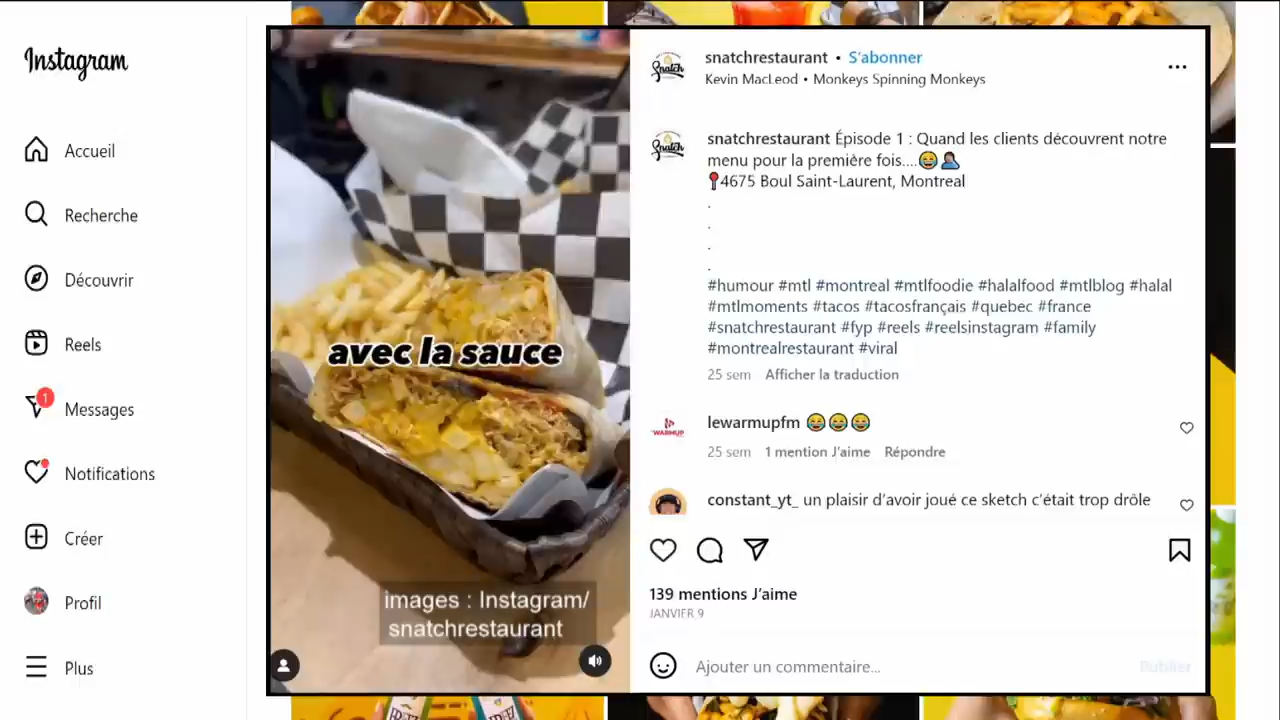 Instagram
Accueil
Recherche
Découvrir
Reels
1
Messages
Notifications
Créer
Profil
Plus
avec la sauce
images : Instagram/
snatchrestaurant
Snatch
snatchrestaurant • S'abonner
Kevin MacLeod • Monkeys Spinning Monkeys
Snatch
snatchrestaurant Épisode 1 : Quand les clients découvrent notre
menu pour la première fois....😂🤦🏽‍♂️
📍4675 Boul Saint-Laurent, Montreal
.
.
.
.
#humour #mtl #montreal #mtlfoodie #halalfood #mtlblog #halal
#mtlmoments #tacos #tacosfrançais #quebec #france
#snatchrestaurant #fyp #reels #reelsinstagram #family
#montrealrestaurant #viral
25 sem Afficher la traduction
WARMUP
lewarmupfm 😂😂😂
25 sem 1 mention J'aime Répondre
constant_yt_ un plaisir d'avoir joué ce sketch c'était trop drôle
139 mentions J'aime
JANVIER 9
Ajouter un commentaire...
Publier